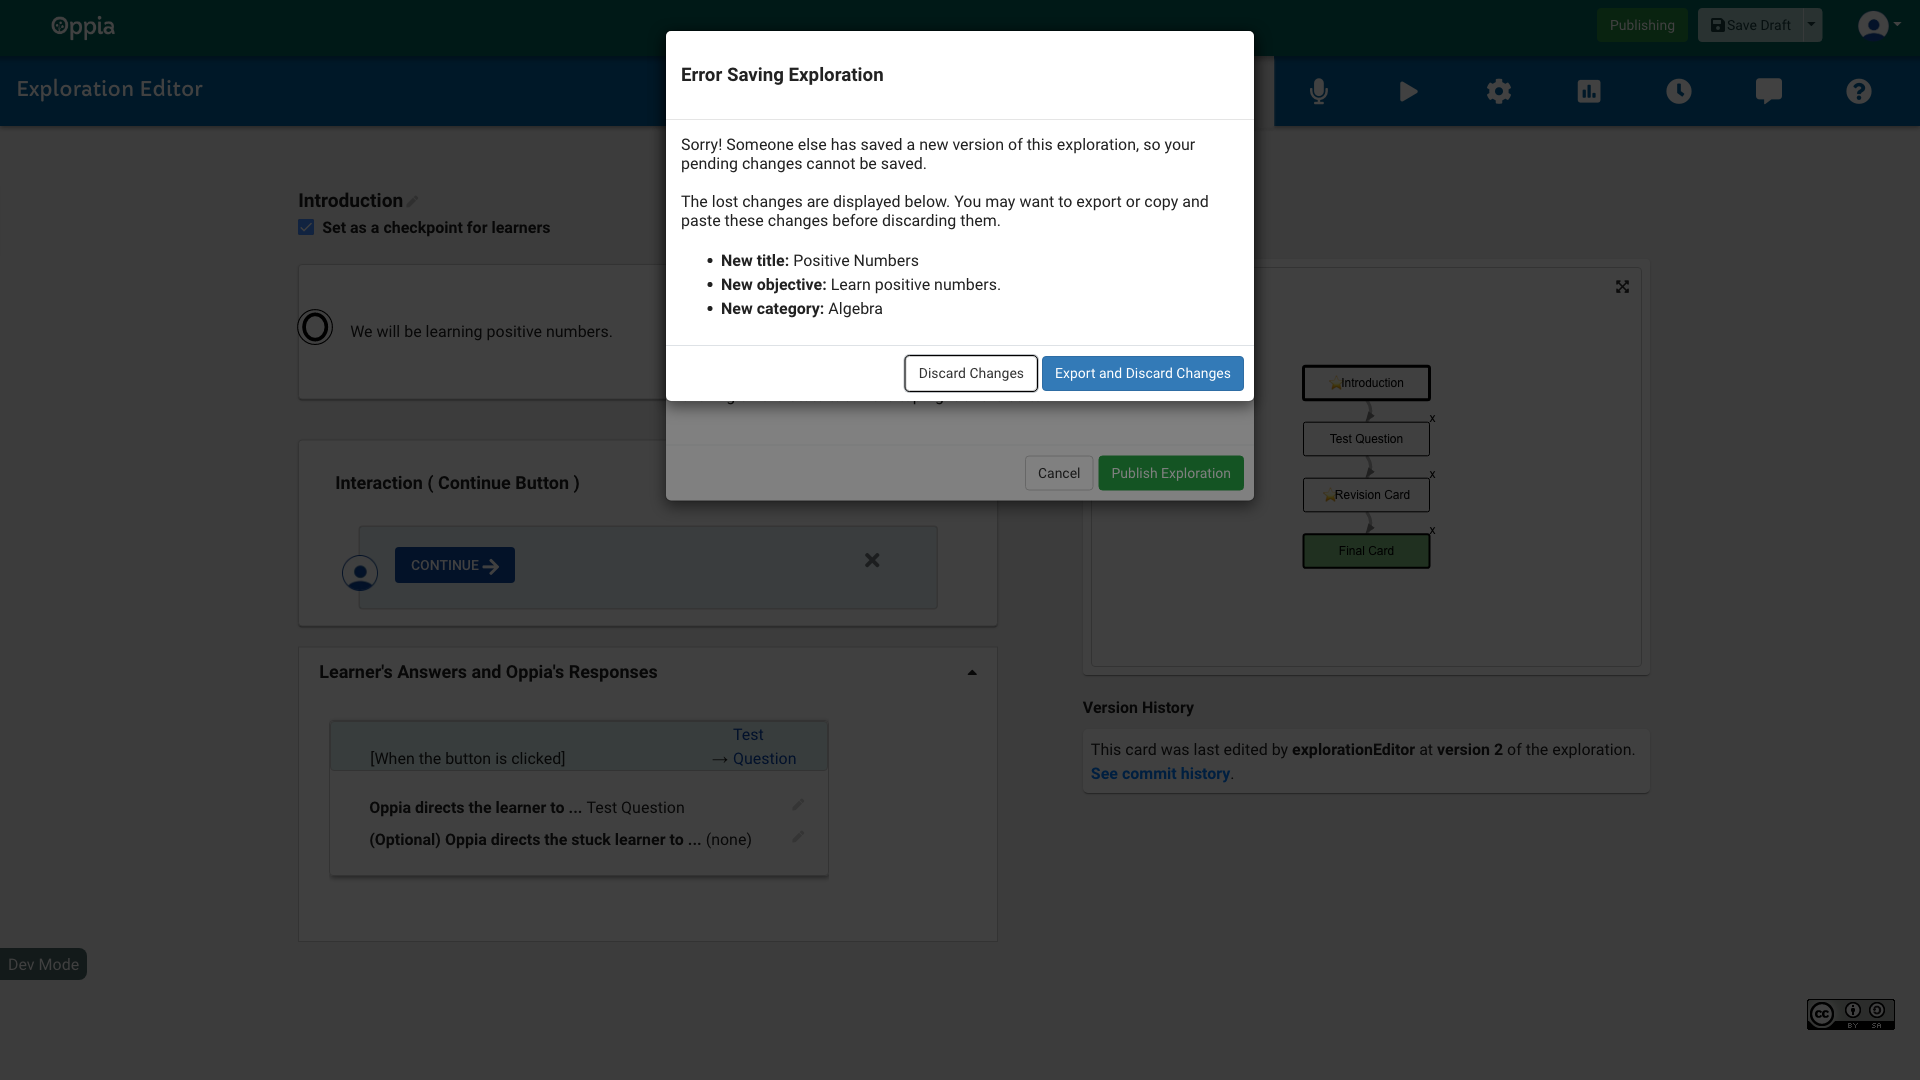 Oppia
Publishing
Save Draft
Exploration Editor
Error Saving Exploration
Sorry! Someone else has saved a new version of this exploration, so your
pending changes cannot be saved.
The lost changes are displayed below. You may want to export or copy and
paste these changes before discarding them.
• New title: Positive Numbers
• New objective: Learn positive numbers.
• New category: Algebra
Discard Changes
Export and Discard Changes
Cancel
Publish Exploration
Introduction
Set as a checkpoint for learners
We will be learning positive numbers.
Interaction ( Continue Button )
CONTINUE
Learner's Answers and Oppia's Responses
[When the button is clicked]
→ Test
Question
Oppia directs the learner to ... Test Question
(Optional) Oppia directs the stuck learner to ... (none)
Introduction
x
Test Question
x
Revision Card
x
Final Card
Version History
This card was last edited by explorationEditor at version 2 of the exploration.
See commit history.
Dev Mode
cc
BY SA